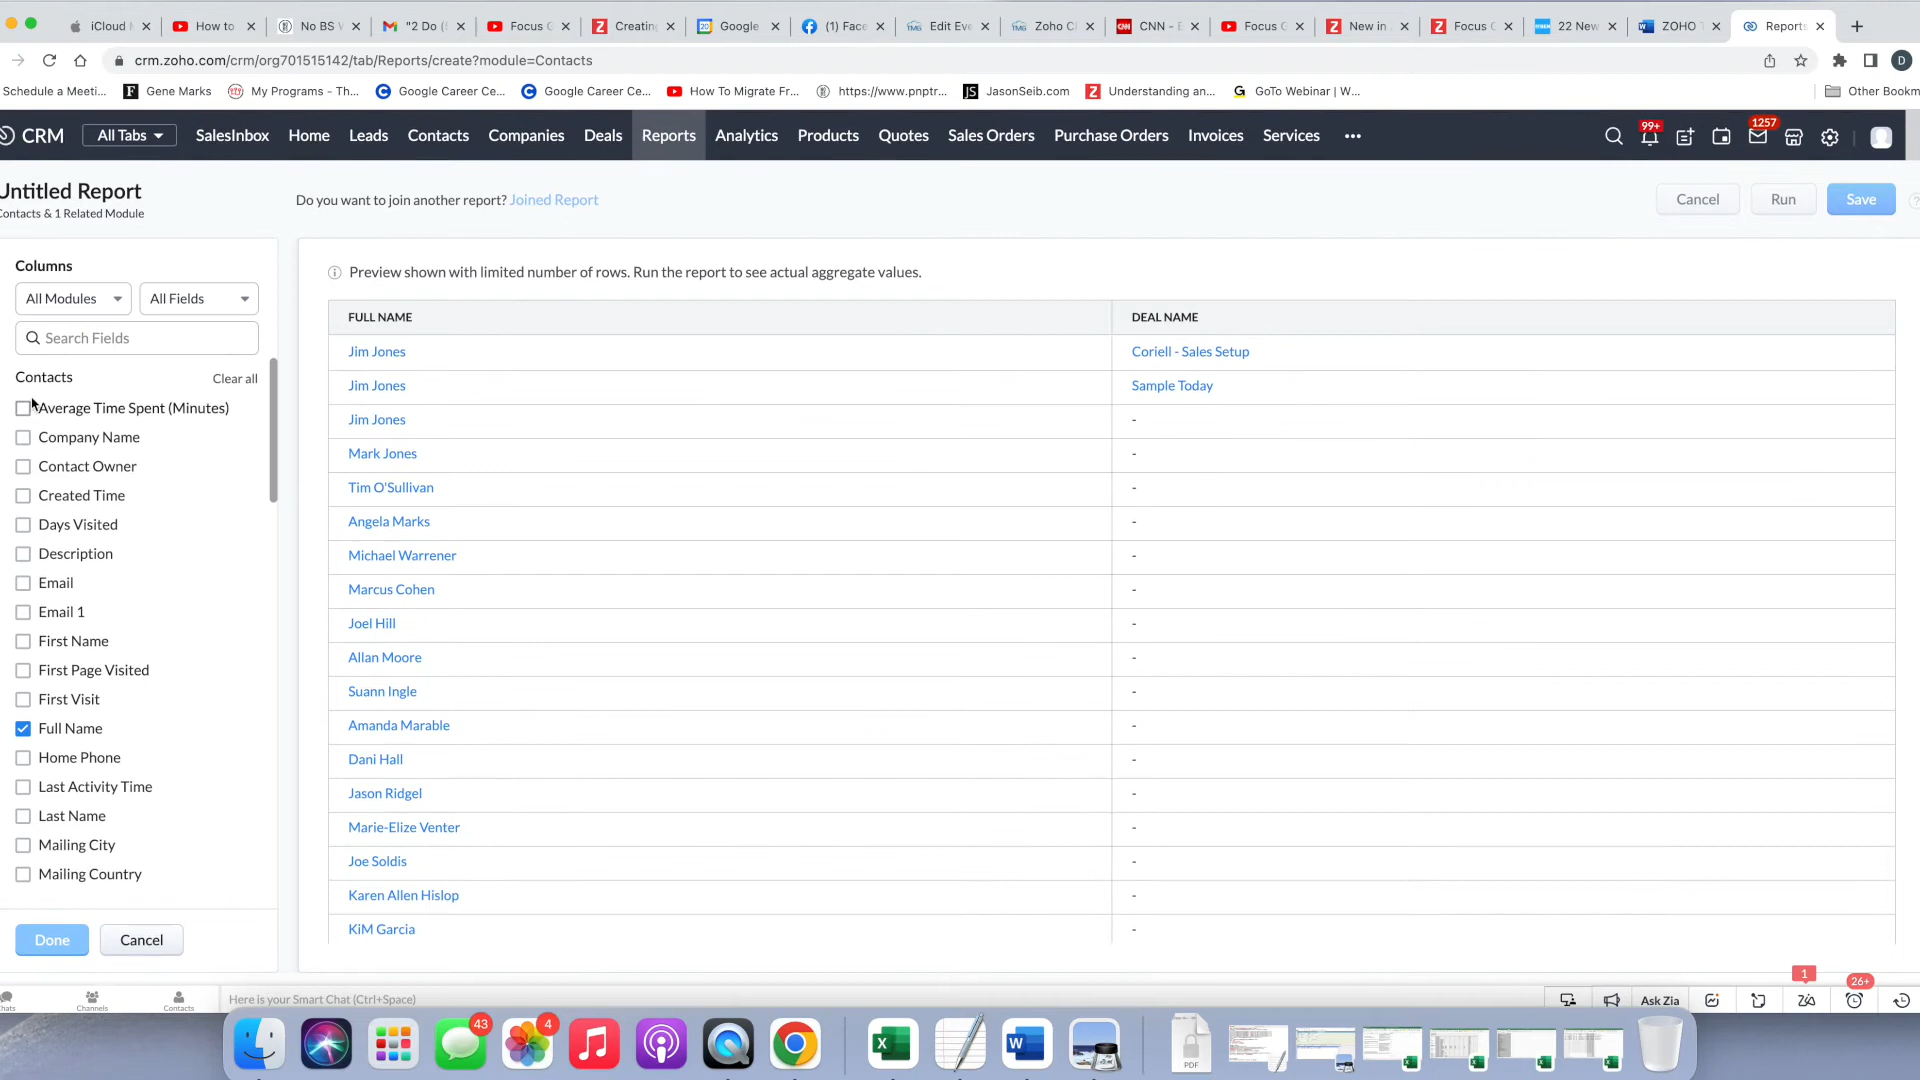 iCloud M
How to
No BS W
"2 Do (5
Focus G
Creating
Google
(1) Face
Edit Eve
Zoho C
CNN - B
Focus G
New in
Focus G
22 New
ZOHO T
Reports
crm.zoho.com/crm/org701515142/tab/Reports/create?module=Contacts
D
Schedule a Meeti...
Gene Marks
My Programs - Th...
Google Career Ce...
Google Career Ce...
How To Migrate Fr...
https://www.pnptr...
JasonSeib.com
Understanding an...
GoTo Webinar | W...
Other Bookm
CRM
All Tabs
SalesInbox
Home
Leads
Contacts
Companies
Deals
Reports
Analytics
Products
Quotes
Sales Orders
Purchase Orders
Invoices
Services
99+
1257
Untitled Report
Contacts & 1 Related Module
Do you want to join another report? Joined Report
Cancel
Run
Save
Columns
All Modules
All Fields
Search Fields
Contacts
Clear all
Average Time Spent (Minutes)
Company Name
Contact Owner
Created Time
Days Visited
Description
Email
Email 1
First Name
First Page Visited
First Visit
Full Name
Home Phone
Last Activity Time
Last Name
Mailing City
Mailing Country
Done
Cancel
Preview shown with limited number of rows. Run the report to see actual aggregate values.
FULL NAME
DEAL NAME
Jim Jones
Coriell - Sales Setup
Jim Jones
Sample Today
Jim Jones
-
Mark Jones
-
Tim O'Sullivan
-
Angela Marks
-
Michael Warrener
-
Marcus Cohen
-
Joel Hill
-
Allan Moore
-
Suann Ingle
-
Amanda Marable
-
Dani Hall
-
Jason Ridgel
-
Marie-Elize Venter
-
Joe Soldis
-
Karen Allen Hislop
-
KiM Garcia
-
Chats
Channels
Contacts
Here is your Smart Chat (Ctrl+Space)
Ask Zia
1
26+
43
4
PDF